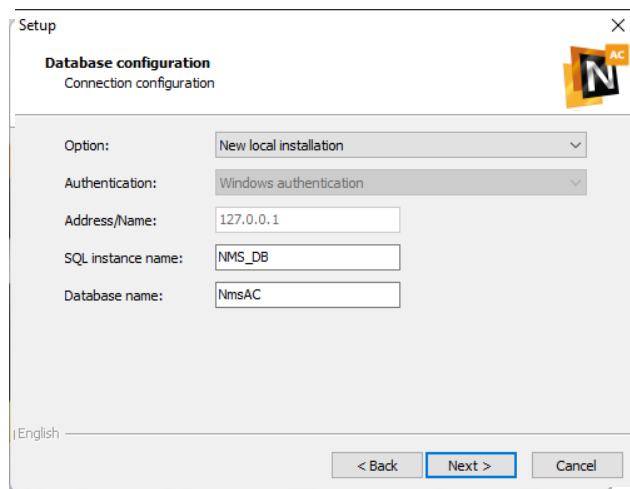 Setup
AC
N
Database configuration
Connection configuration
Option: New local installation
Authentication: Windows authentication
Address/Name: 127.0.0.1
SQL instance name: NMS_DB
Database name: NmsAC
English
< Back Next > Cancel